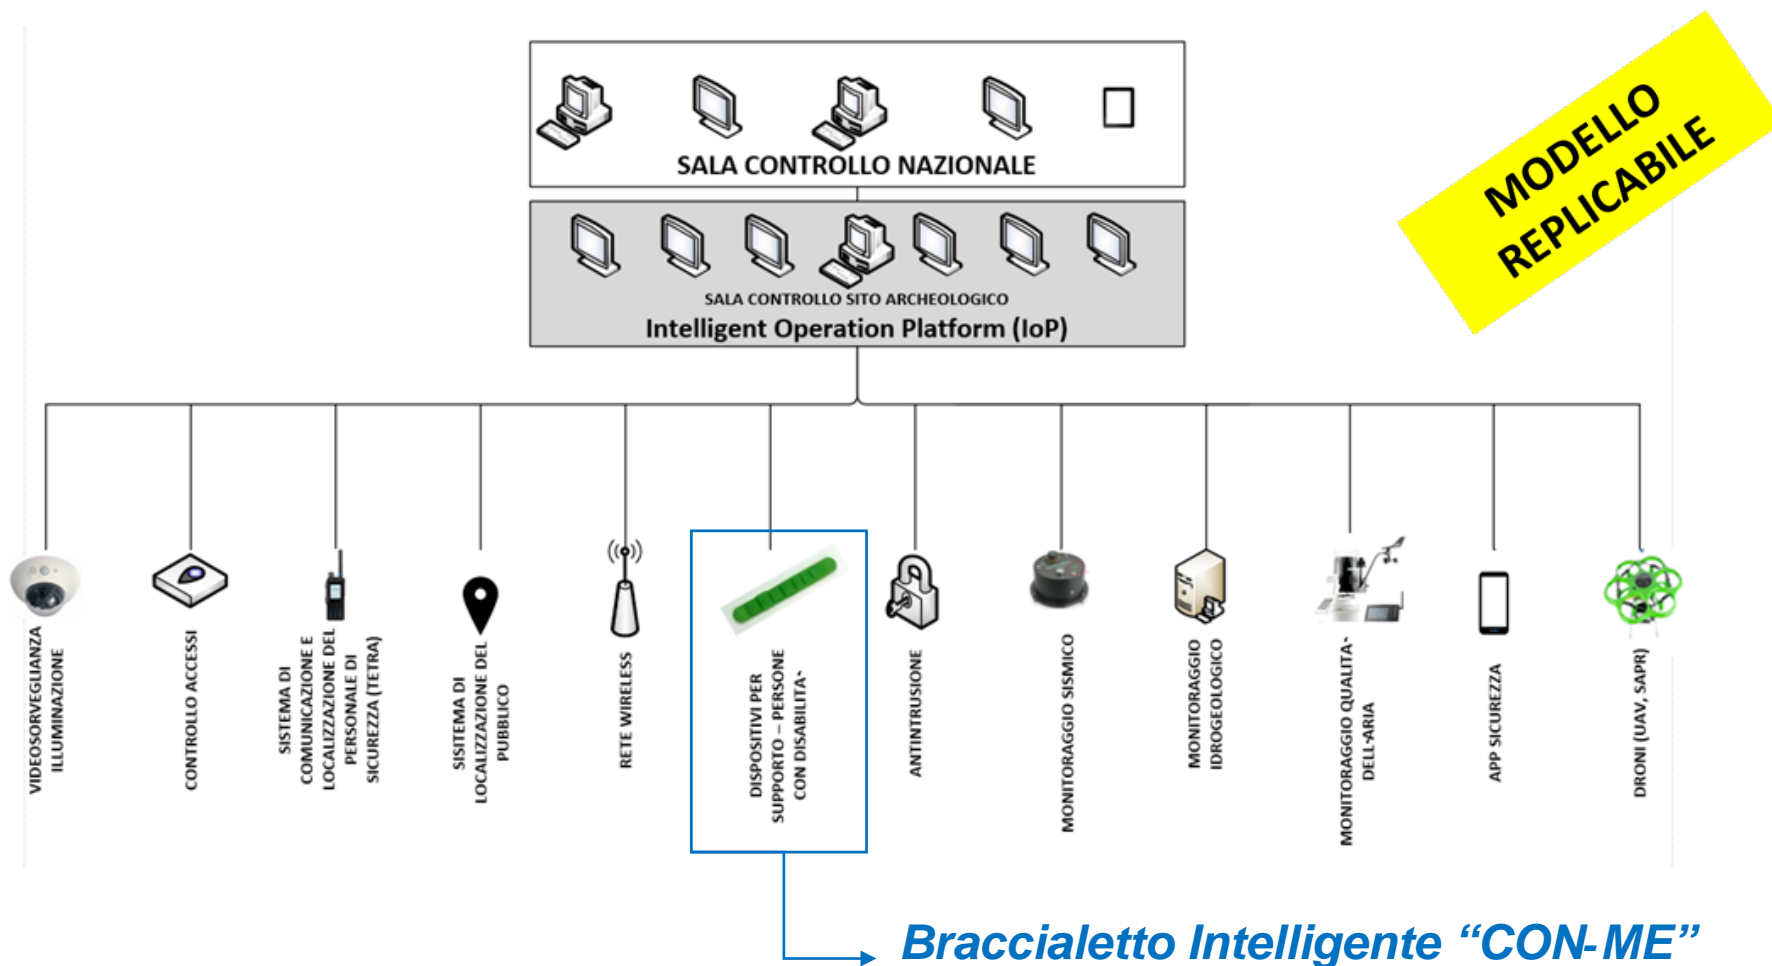 SALA CONTROLLO NAZIONALE
MODELLO
REPLICABILE
SALA CONTROLLO SITO ARCHEOLOGICO
Intelligent Operation Platform (IoP)
VIDEOSORVEGLIANZA
ILLUMINAZIONE
CONTROLLO ACCESSI
SISTEMA DI
COMUNICAZIONE E
LOCALIZZAZIONE DEL
PERSONALE DI
SICUREZZA (TETRA)
SISITEMA DI
LOCALIZZAZIONE DEL
PUBBLICO
RETE WIRELESS
DISPOSITIVI PER
SUPPORTO – PERSONE
CON DISABILITA-
ANTINTRUSIONE
MONITORAGGIO SISMICO
MONITORAGGIO
IDROGEOLOGICO
MONITORAGGIO QUALITA-
DELL-ARIA
APP SICUREZZA
DRONI (UAV, SAPR)
Braccialetto Intelligente “CON-ME”